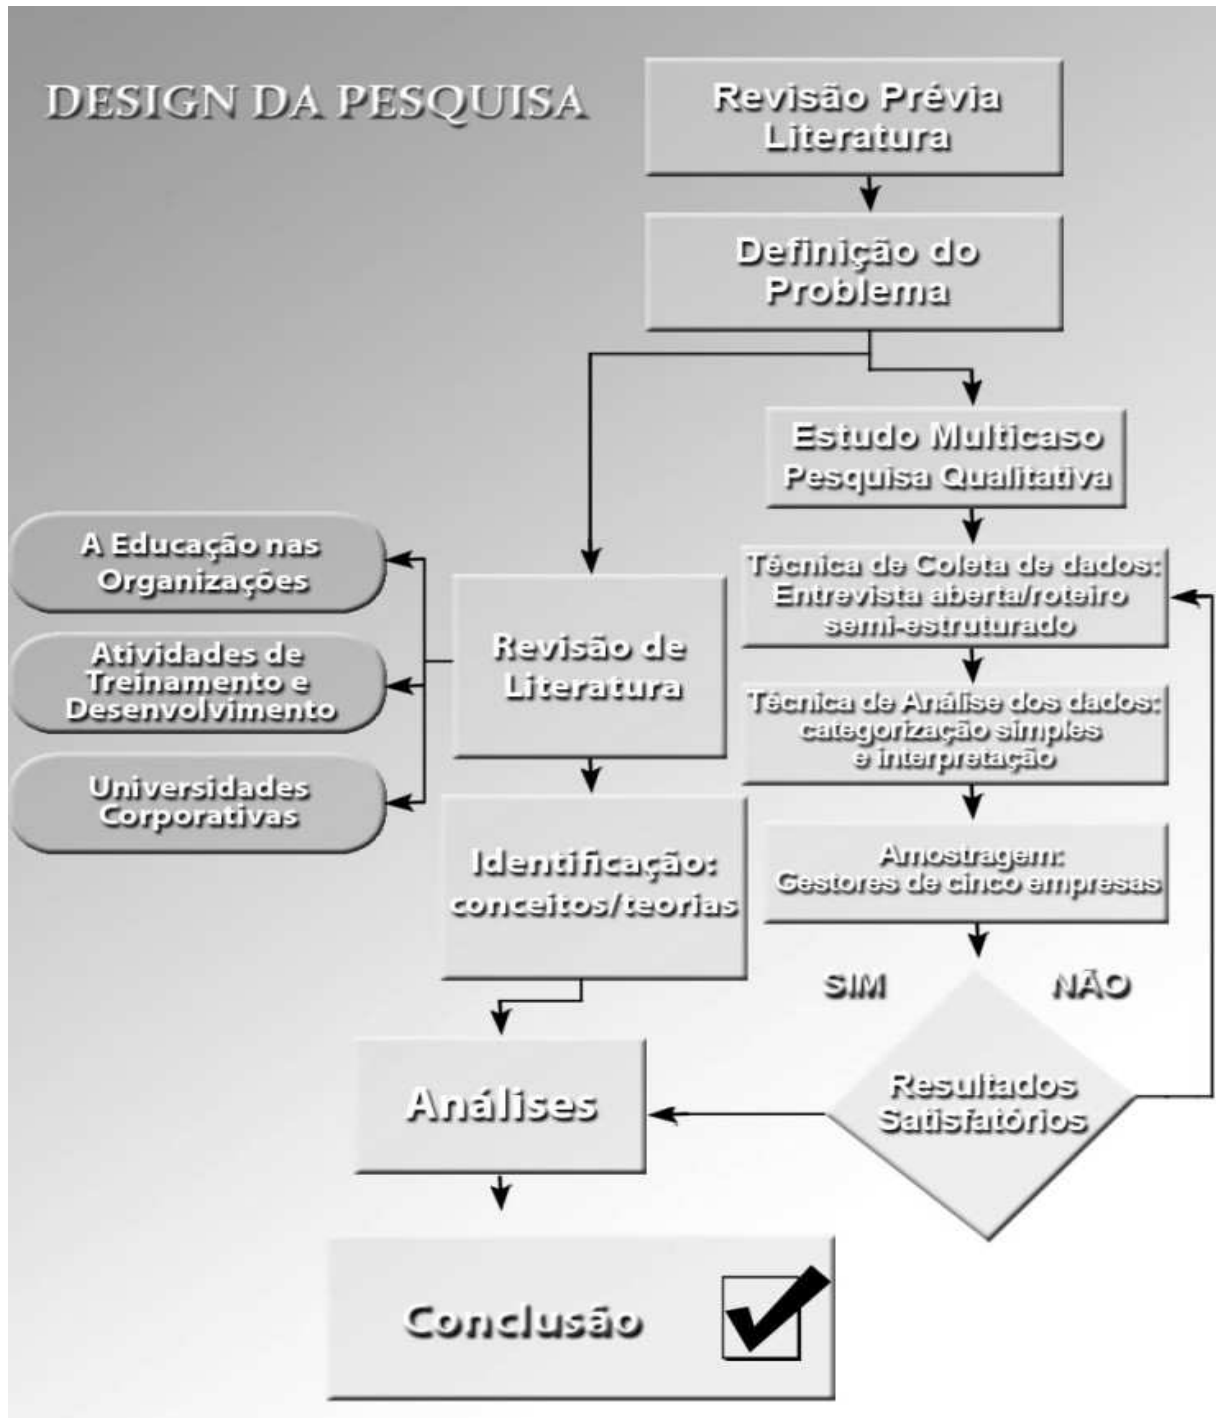 DESIGN DA PESQUISA
Revisão Prévia
Literatura
Definição do
Problema
Estudo Multicaso
Pesquisa Qualitativa
A Educação nas
Organizações
Técnica de Coleta de dados:
Entrevista aberta/roteiro
semi-estruturado
Revisão de
Literatura
Atividades de
Treinamento e
Desenvolvimento
Técnica de Análise dos dados:
categorização simples
e interpretação
Universidades
Corporativas
Identificação:
conceitos/teorias
Amostragem:
Gestores de cinco empresas
SIM
NÃO
Resultados
Satisfatórios
Análises
Conclusão